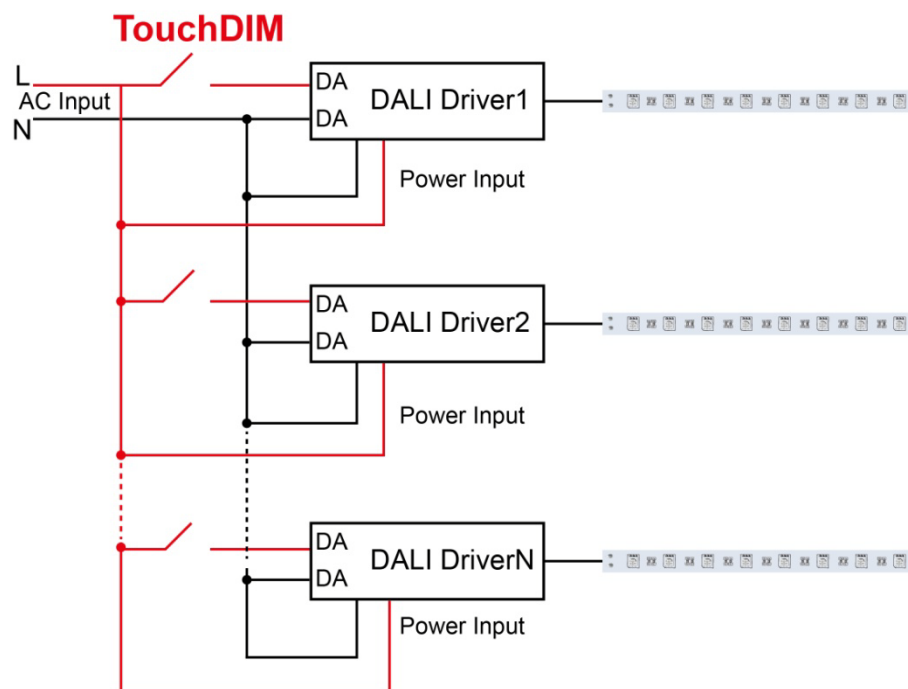 TouchDIM
L
AC Input
N
DA
DA
DALI Driver1
Power Input
DA
DA
DALI Driver2
Power Input
DA
DA
DALI DriverN
Power Input